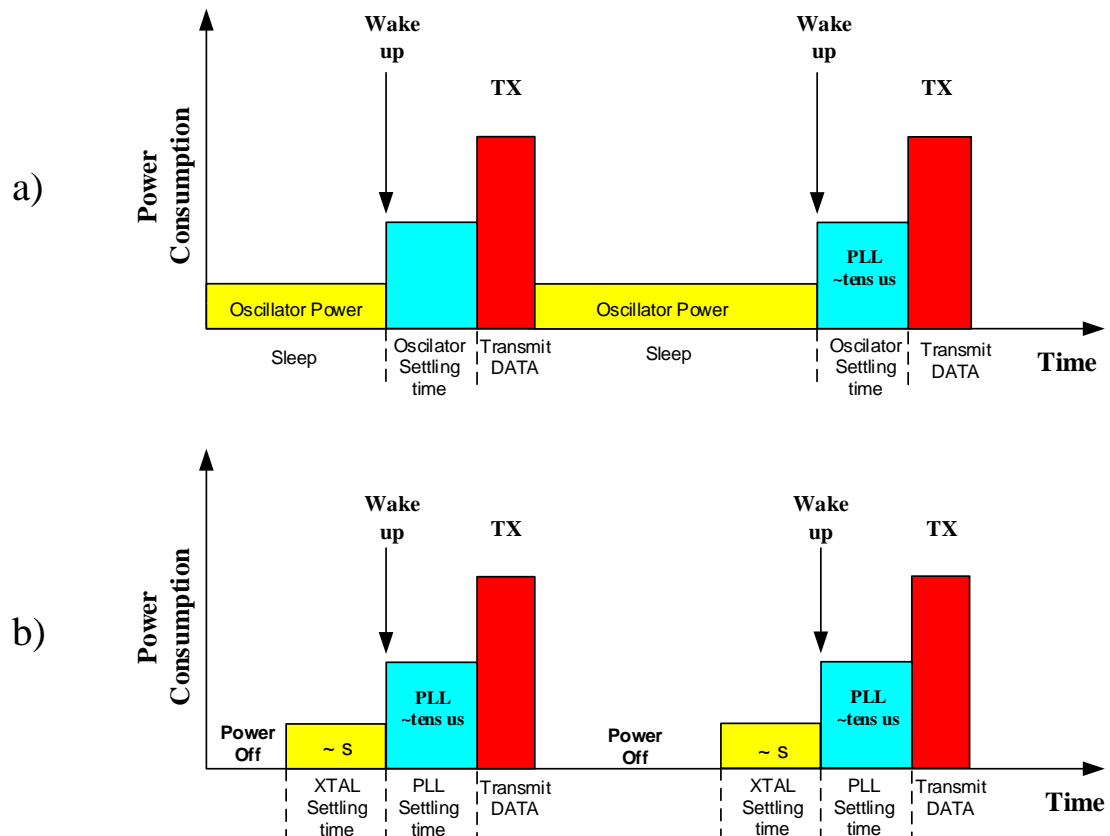 a)
Power
Consumption
Wake
up
TX
Wake
up
TX
PLL
~tens us
Oscillator Power
Oscillator Power
Sleep
Oscilator
Settling
time
Transmit
DATA
Sleep
Oscilator
Settling
time
Transmit
DATA
Time
b)
Power
Consumption
Wake
up
TX
Wake
up
TX
PLL
~tens us
PLL
~tens us
Power
Off
~ s
Power
Off
~ s
XTAL
Settling
time
PLL
Settling
time
Transmit
DATA
XTAL
Settling
time
PLL
Settling
time
Transmit
DATA
Time